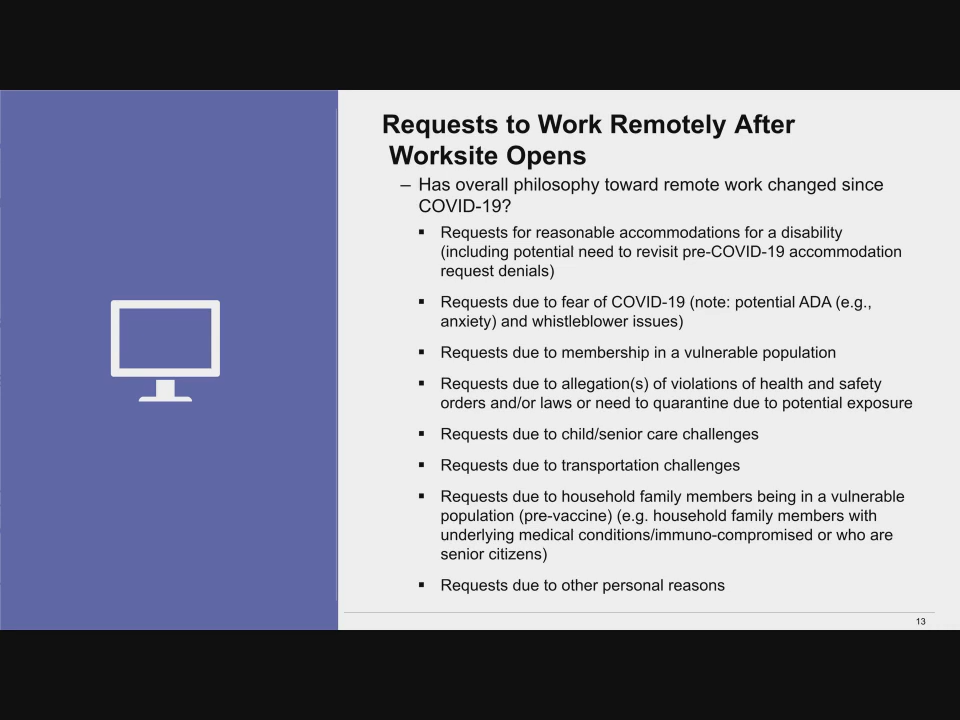 Requests to Work Remotely After
Worksite Opens
– Has overall philosophy toward remote work changed since
COVID-19?
▪ Requests for reasonable accommodations for a disability
(including potential need to revisit pre-COVID-19 accommodation
request denials)
▪ Requests due to fear of COVID-19 (note: potential ADA (e.g.,
anxiety) and whistleblower issues)
▪ Requests due to membership in a vulnerable population
▪ Requests due to allegation(s) of violations of health and safety
orders and/or laws or need to quarantine due to potential exposure
▪ Requests due to child/senior care challenges
▪ Requests due to transportation challenges
▪ Requests due to household family members being in a vulnerable
population (pre-vaccine) (e.g. household family members with
underlying medical conditions/immuno-compromised or who are
senior citizens)
▪ Requests due to other personal reasons
13